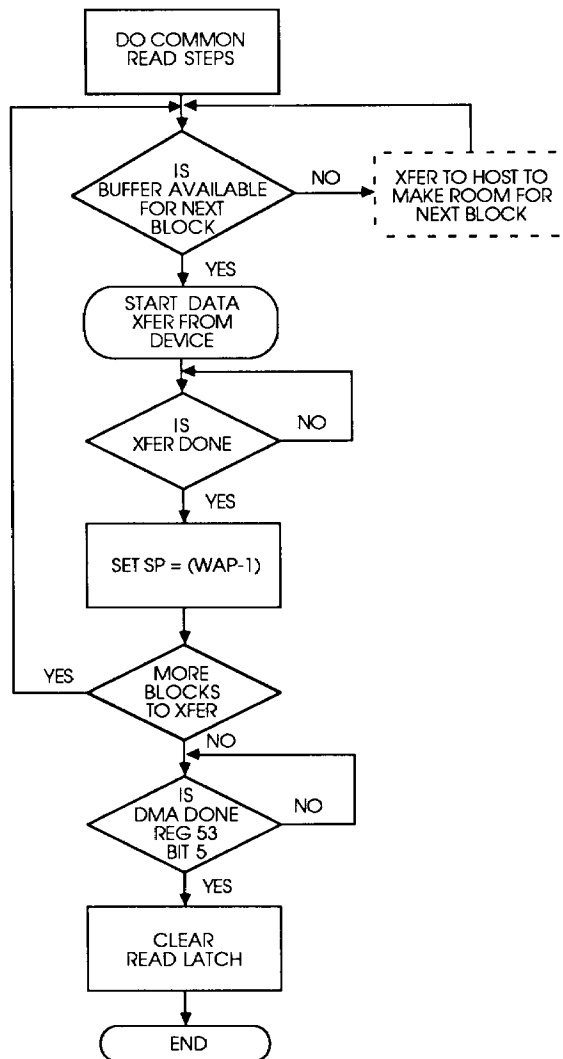 DO COMMON
READ STEPS
IS
BUFFER AVAILABLE
FOR NEXT
BLOCK
NO
XFER TO HOST TO
MAKE ROOM FOR
NEXT BLOCK
YES
START DATA
XFER FROM
DEVICE
IS
XFER DONE
NO
YES
SET SP = (WAP-1)
YES
MORE
BLOCKS
TO XFER
NO
IS
DMA DONE
REG 53
BIT 5
NO
YES
CLEAR
READ LATCH
END